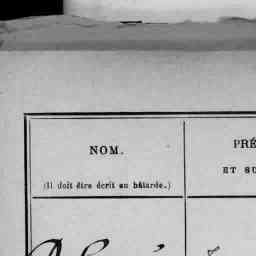 NOM.
(Il doit être écrit en bâtarde.)
PRÉ
ET SU